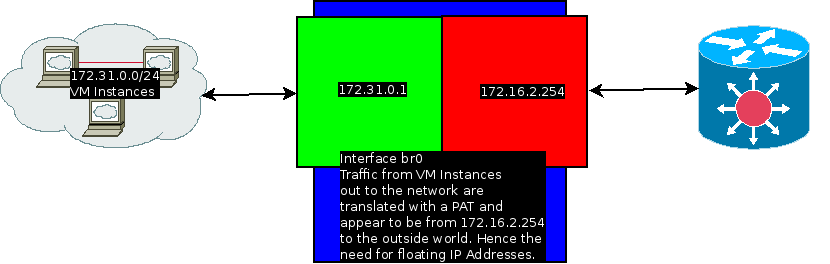 172.31.0.0/24
VM Instances
172.31.0.1
172.16.2.254
Interface br0
Traffic from VM Instances
out to the network are
translated with a PAT and
appear to be from 172.16.2.254
to the outside world. Hence the
need for floating IP Addresses.